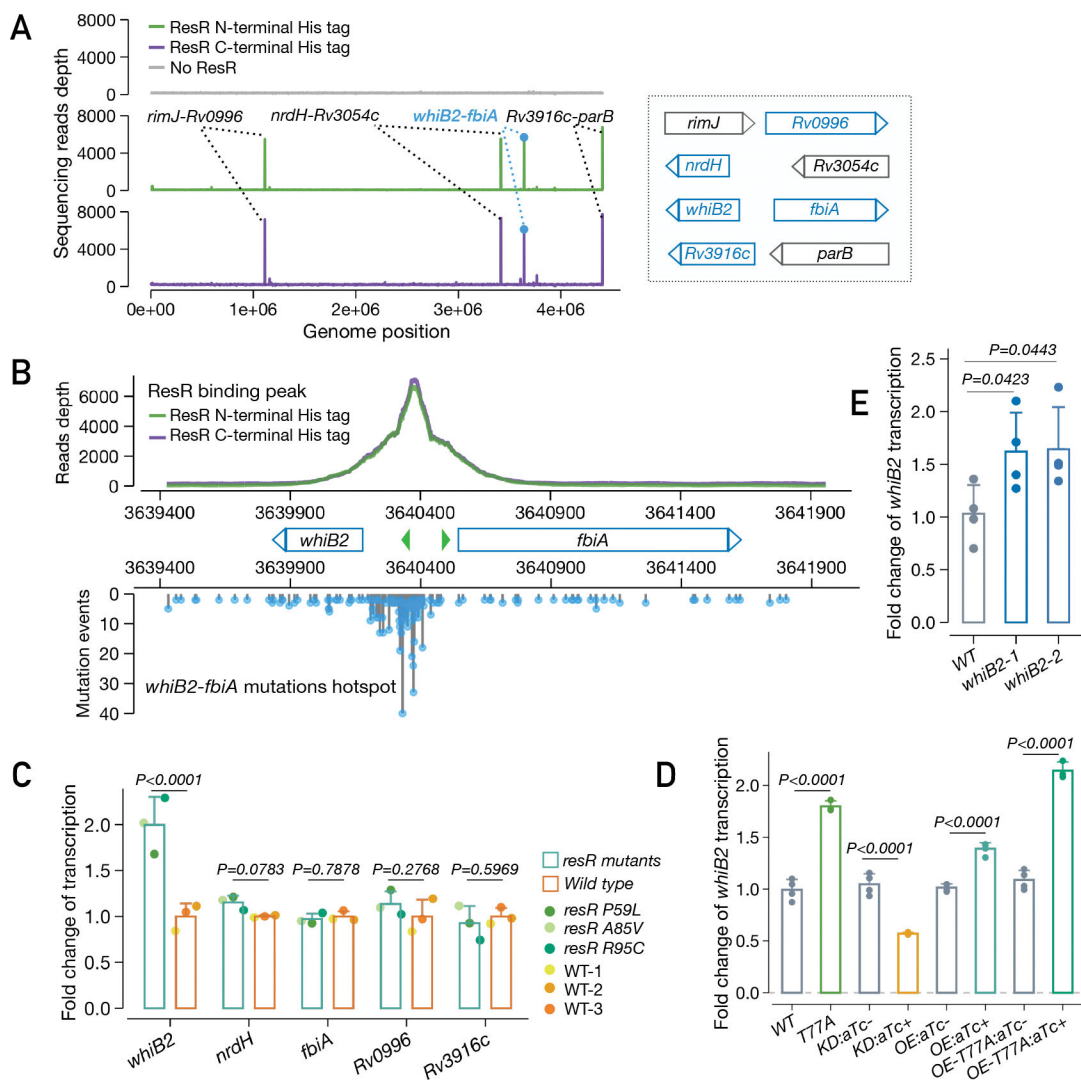 A
8000
4000
0
8000
4000
0
8000
4000
0
Sequencing reads depth
ResR N-terminal His tag
ResR C-terminal His tag
No ResR
rimJ-Rv0996
nrdH-Rv3054c
whiB2-fbiA
Rv3916c-parB
0e+00
1e+06
2e+06
3e+06
4e+06
Genome position
rimJ
Rv0996
nrdH
Rv3054c
whiB2
fbiA
Rv3916c
parB
B
6000
4000
2000
0
Reads depth
ResR binding peak
ResR N-terminal His tag
ResR C-terminal His tag
3639400
3639900
3640400
3640900
3641400
3641900
whiB2
fbiA
3639400
3639900
3640400
3640900
3641400
3641900
0
10
20
30
40
Mutation events
whiB2-fbiA mutations hotspot
E
2.5
2.0
1.5
1.0
0.5
0.0
Fold change of whiB2 transcription
P=0.0443
P=0.0423
WT
whiB2-1
whiB2-2
C
2.0
1.5
1.0
0.5
0.0
Fold change of transcription
P<0.0001
P=0.0783
P=0.7878
P=0.2768
P=0.5969
whiB2
nrdH
fbiA
Rv0996
Rv3916c
resR mutants
Wild type
resR P59L
resR A85V
resR R95C
WT-1
WT-2
WT-3
D
2.0
1.5
1.0
0.5
0.0
Fold change of whiB2 transcription
P<0.0001
P<0.0001
P<0.0001
P<0.0001
WT
T77A
KD:aTc-
KD:aTc+
OE:aTc-
OE:aTc+
OE-T77A:aTc-
OE-T77A:aTc+